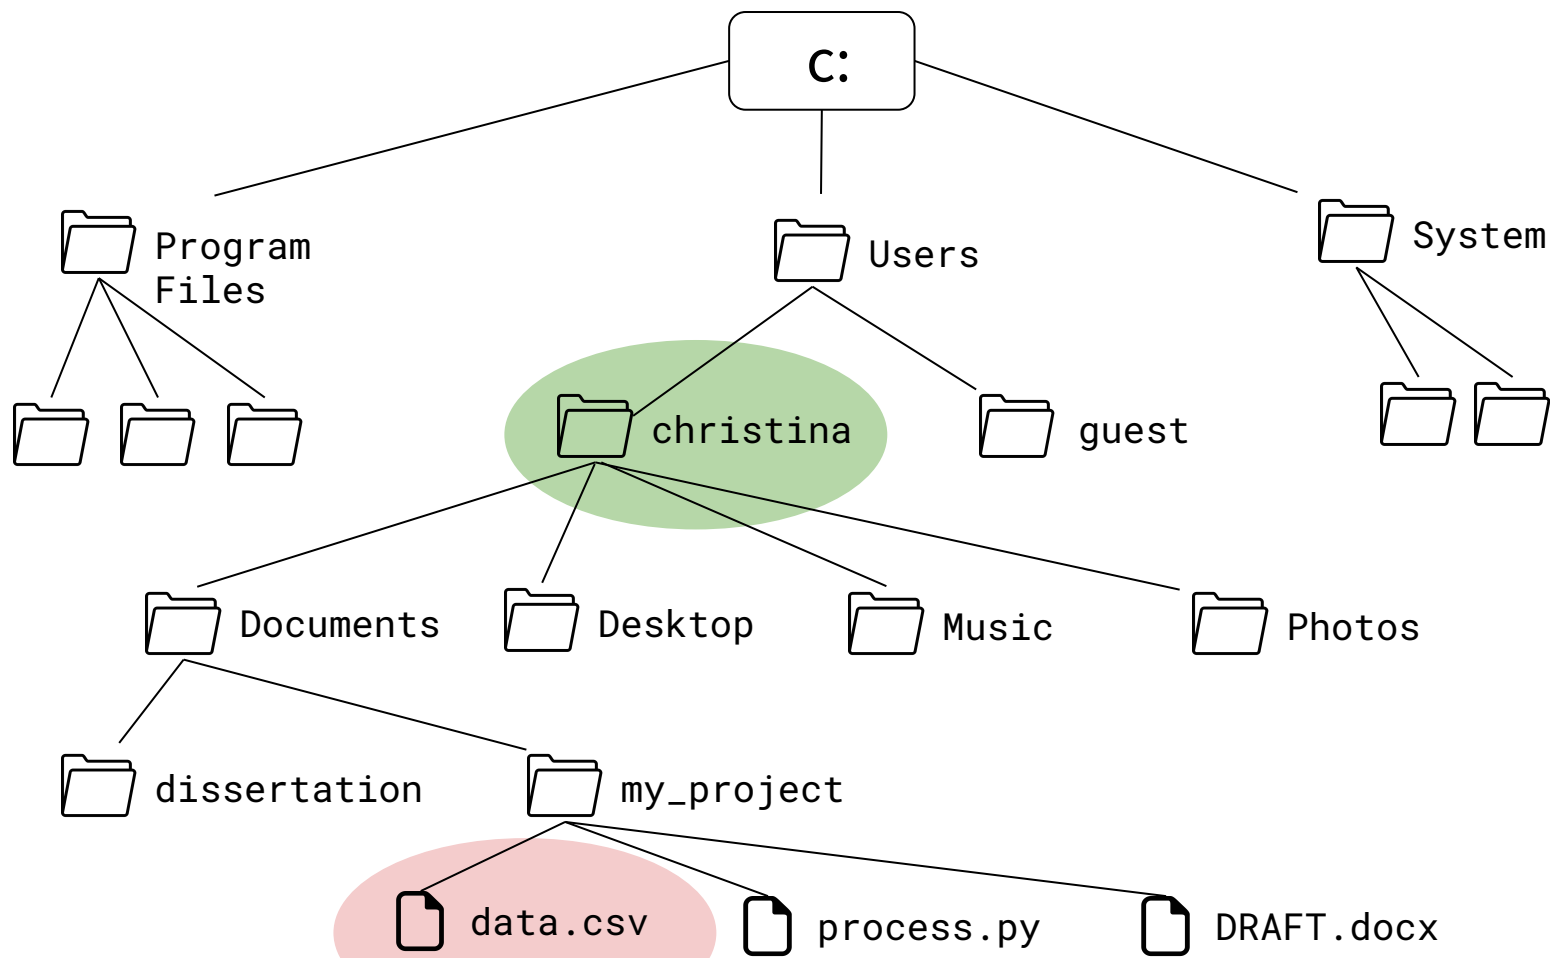 C:
Program
Files
Users
System
christina
guest
Documents
Desktop
Music
Photos
dissertation
my_project
data.csv
process.py
DRAFT.docx